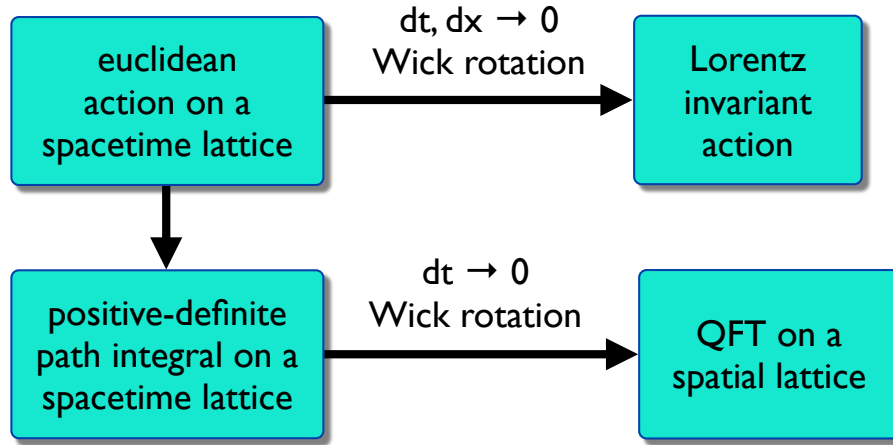 euclidean
action on a
spacetime lattice
dt, dx → 0
Wick rotation
Lorentz
invariant
action
positive-definite
path integral on a
spacetime lattice
dt → 0
Wick rotation
QFT on a
spatial lattice